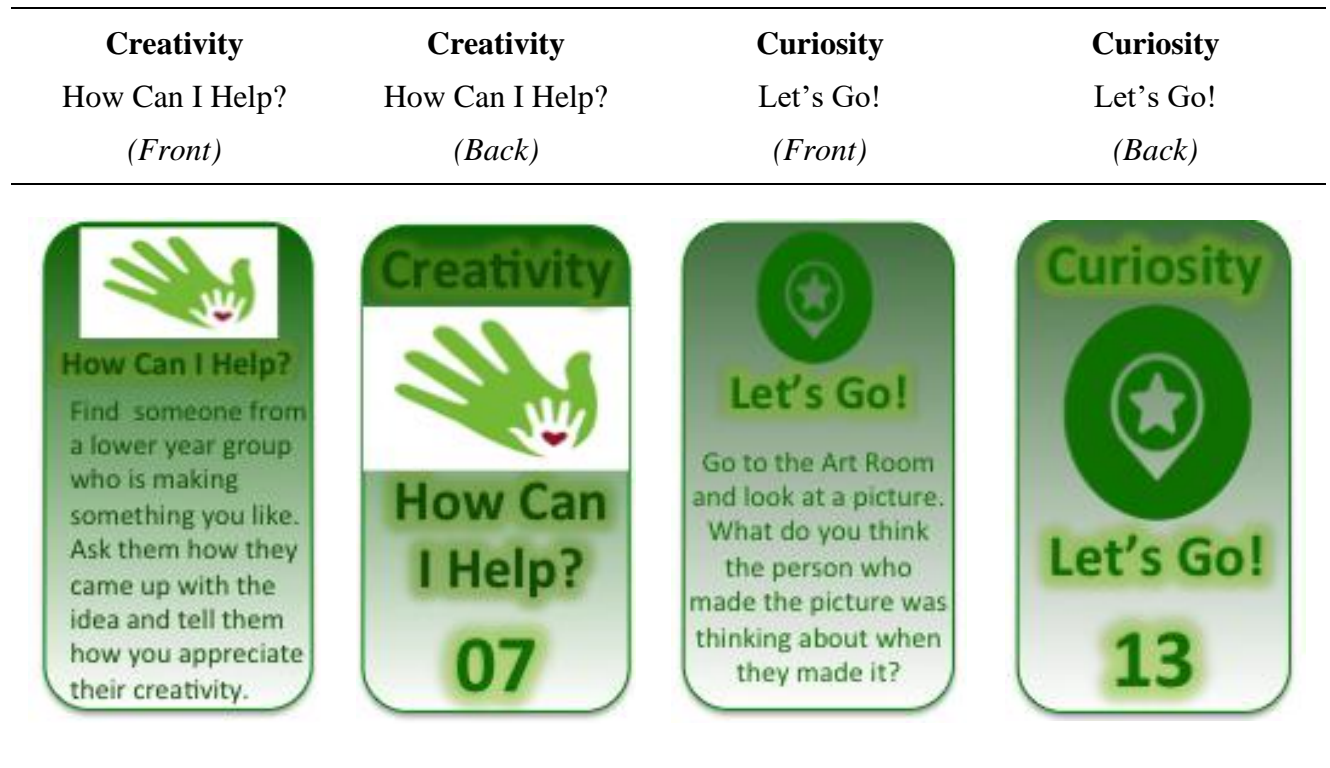 Creativity
How Can I Help?
(Front)
Creativity
How Can I Help?
(Back)
Curiosity
Let's Go!
(Front)
Curiosity
Let's Go!
(Back)
How Can I Help?
Find someone from
a lower year group
who is making
something you like.
Ask them how they
came up with the
idea and tell them
how you appreciate
their creativity.
Creativity
How Can
I Help?
07
Let's Go!
Go to the Art Room
and look at a picture.
What do you think
the person who
made the picture was
thinking about when
they made it?
Curiosity
Let's Go!
13